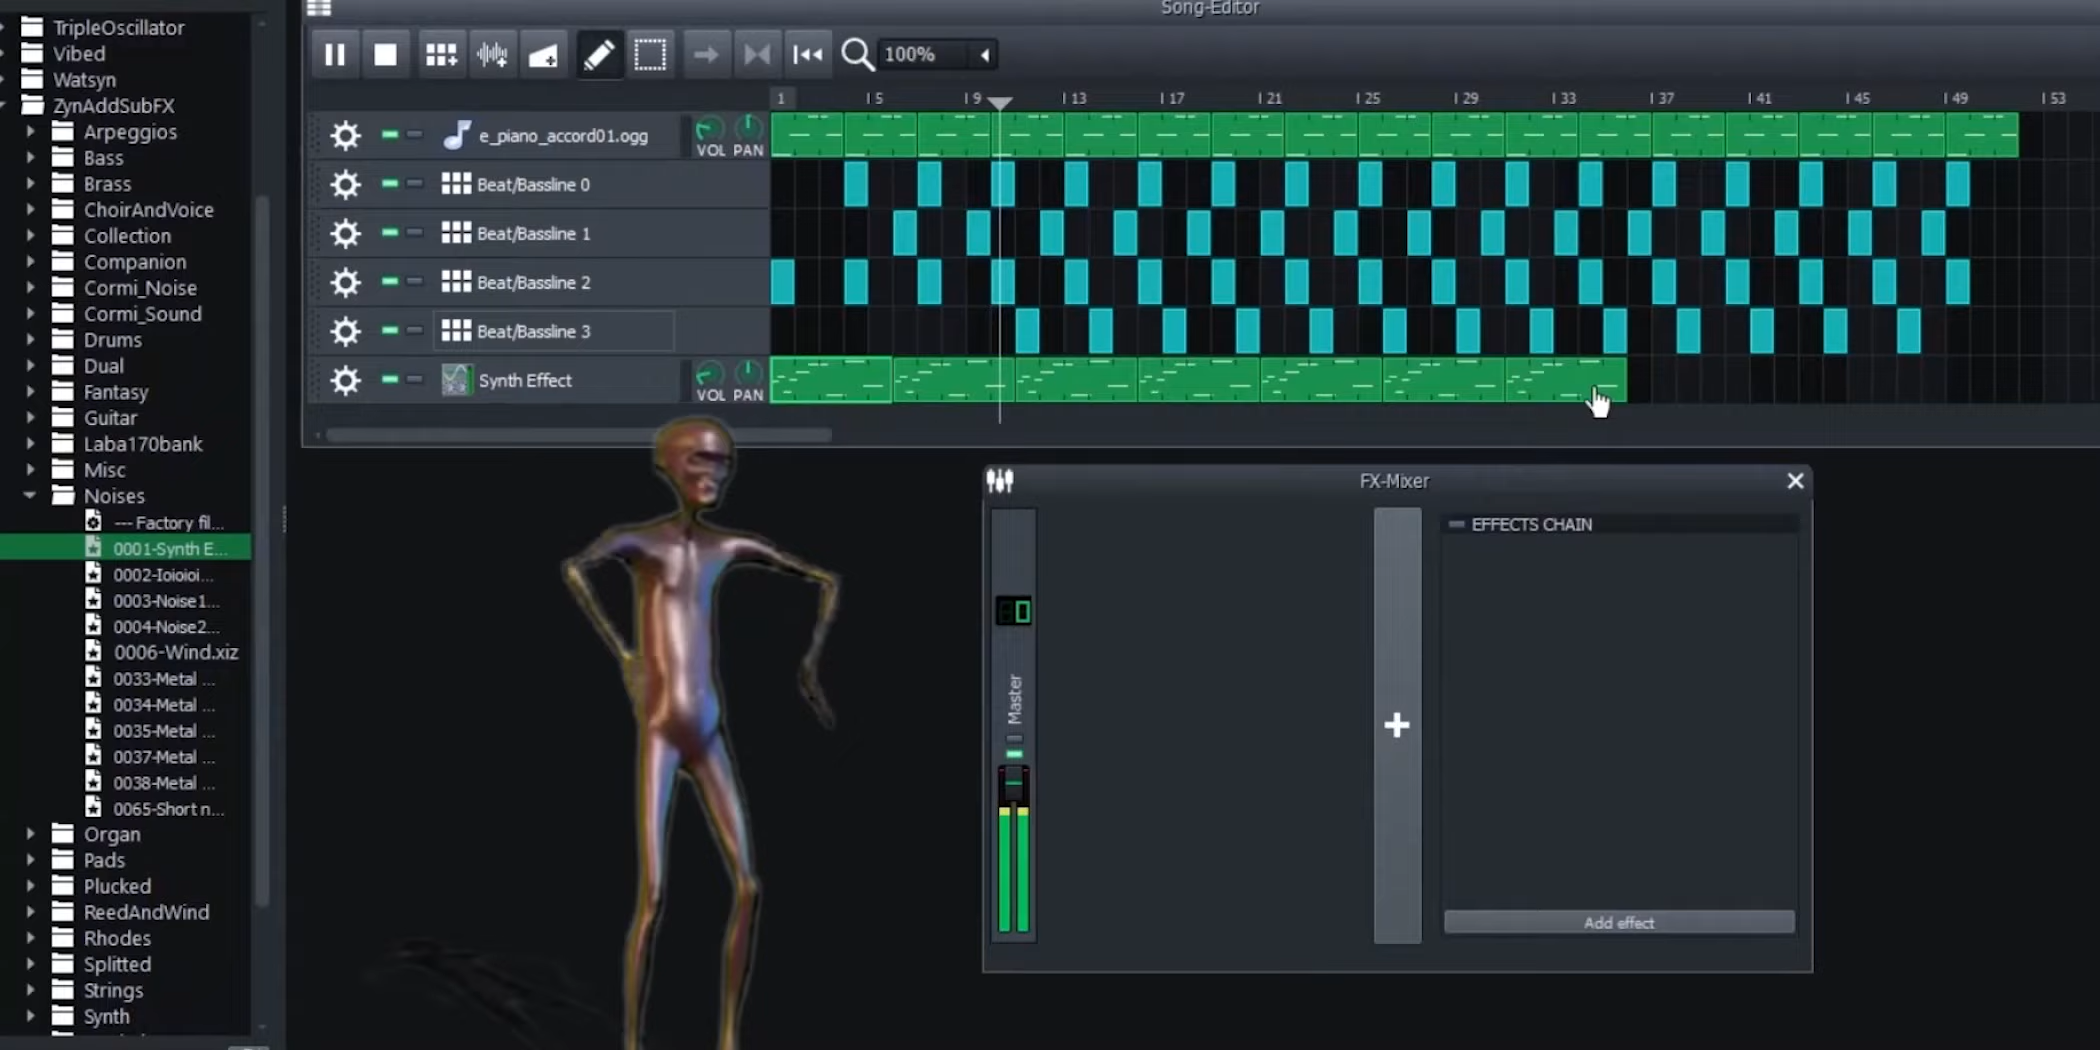 TripleOscillator
Vibed
Watsyn
ZynAddSubFX
Arpeggios
Bass
Brass
ChoirAndVoice
Collection
Companion
Cormi_Noise
Cormi_Sound
Drums
Dual
Fantasy
Guitar
Laba170bank
Misc
Noises
--- Factory fil...
0001-Synth E...
0002-Ioioioi...
0003-Noise1...
0004-Noise2...
0006-Wind.xiz
0033-Metal ...
0034-Metal ...
0035-Metal ...
0037-Metal ...
0038-Metal ...
0065-Short n...
Organ
Pads
Plucked
ReedAndWind
Rhodes
Splitted
Strings
Synth
Song-Editor
100%
1 5 9 13 17 21 25 29 33 37 41 45 49 53
e_piano_accord01.ogg VOL PAN
Beat/Bassline 0
Beat/Bassline 1
Beat/Bassline 2
Beat/Bassline 3
Synth Effect VOL PAN
FX-Mixer
EFFECTS CHAIN
0
Master
Add effect